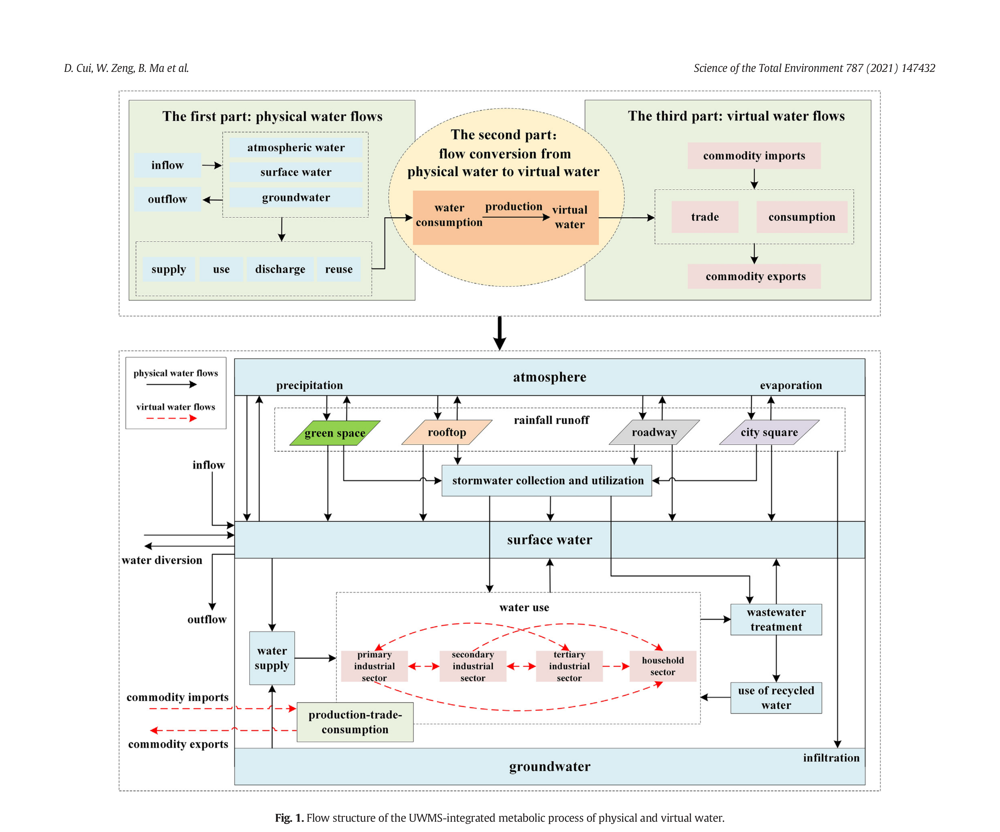 D. Cui, W. Zeng, B. Ma et al.
Science of the Total Environment 787 (2021) 147432
The first part: physical water flows
inflow
outflow
atmospheric water
surface water
groundwater
supply
use
discharge
reuse
The second part:
flow conversion from
physical water to virtual water
water
consumption
production
virtual
water
The third part: virtual water flows
commodity imports
trade
consumption
commodity exports
physical water flows
virtual water flows
atmosphere
precipitation
evaporation
rainfall runoff
green space
rooftop
roadway
city square
inflow
stormwater collection and utilization
surface water
water diversion
outflow
water use
wastewater
treatment
water
supply
primary
industrial
sector
secondary
industrial
sector
tertiary
industrial
sector
household
sector
use of recycled
water
commodity imports
production-trade-
consumption
commodity exports
infiltration
groundwater
Fig. 1. Flow structure of the UWMS-integrated metabolic process of physical and virtual water.